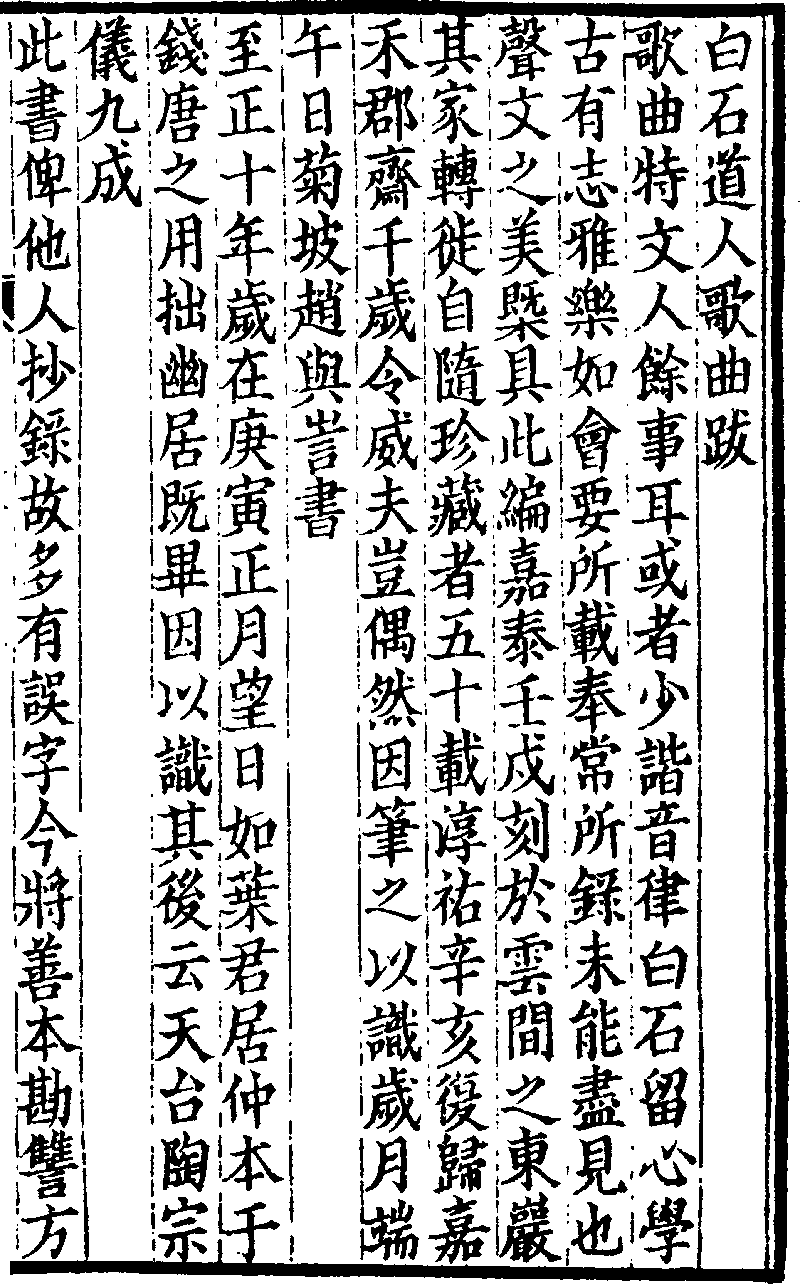 白石道人歌曲跋
歌曲特文人餘事耳或者少諧音律白石留心學
古有志雅樂如會要所載奉常所錄未能盡見也
聲文之美槩具此編嘉泰壬戌刻於雲間之東巖
其家轉徙自隨珍藏者五十載淳祐辛亥復歸嘉
禾郡齋千歲令威夫豈偶然因筆之以識歲月端
午日菊坡趙與訔書
至正十年歲在庚寅正月望日如葉君居仲本于
錢唐之用拙幽居既畢因以識其後云天台陶宗
儀九成
此書俾他人抄錄故多有誤字今將善本勘讐方